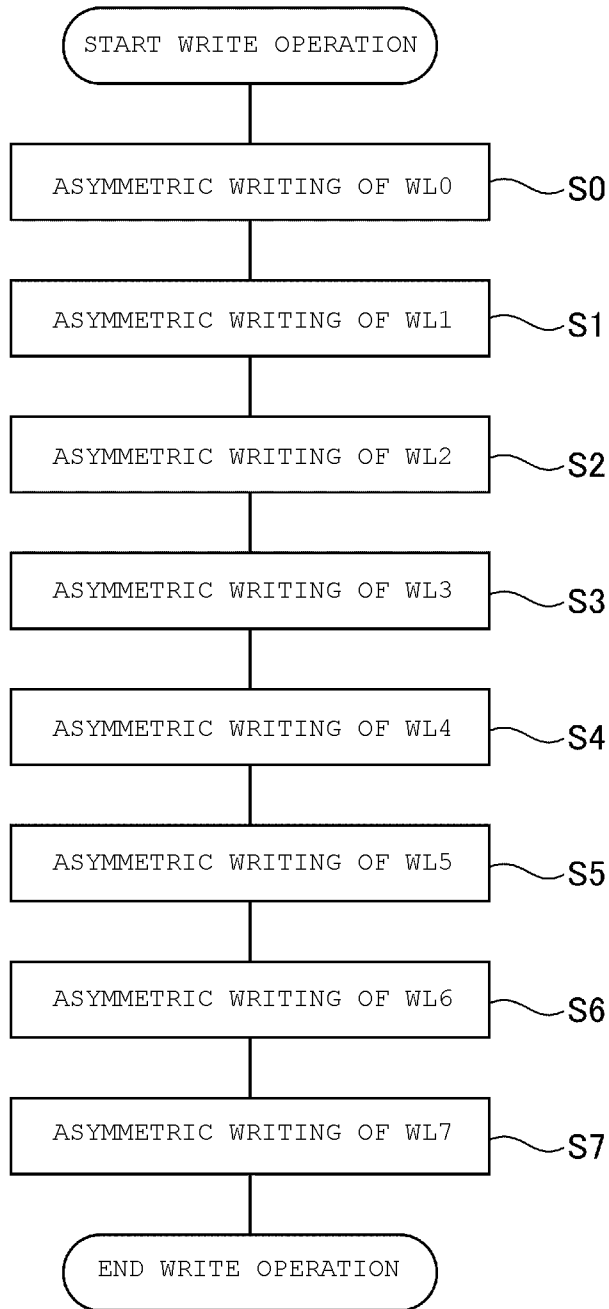 START WRITE OPERATION
ASYMMETRIC WRITING OF WL0
S0
ASYMMETRIC WRITING OF WL1
S1
ASYMMETRIC WRITING OF WL2
S2
ASYMMETRIC WRITING OF WL3
S3
ASYMMETRIC WRITING OF WL4
S4
ASYMMETRIC WRITING OF WL5
S5
ASYMMETRIC WRITING OF WL6
S6
ASYMMETRIC WRITING OF WL7
S7
END WRITE OPERATION